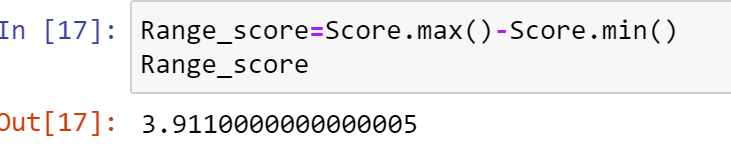 In [17]: Range_score=Score.max()-Score.min()
Range_score
Out[17]: 3.9110000000000005